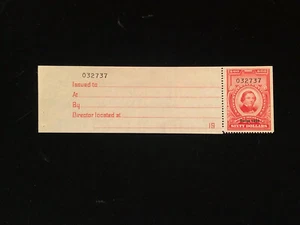 032737
Issued to
At
By
Director located at
19
032737
FIFTY DOLLARS